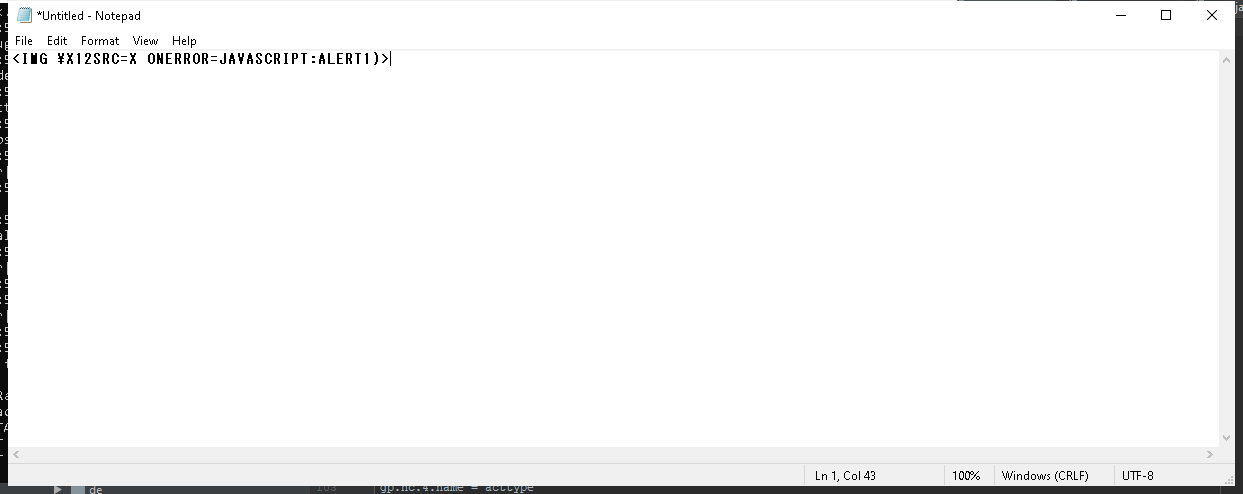 *Untitled - Notepad
File Edit Format View Help
<IMG ¥X12SRC=X ONERROR=JAVASCRIPT:ALERT1)>
Ln 1, Col 43 100% Windows (CRLF) UTF-8
de
103 gp.nc.4.name = acctype